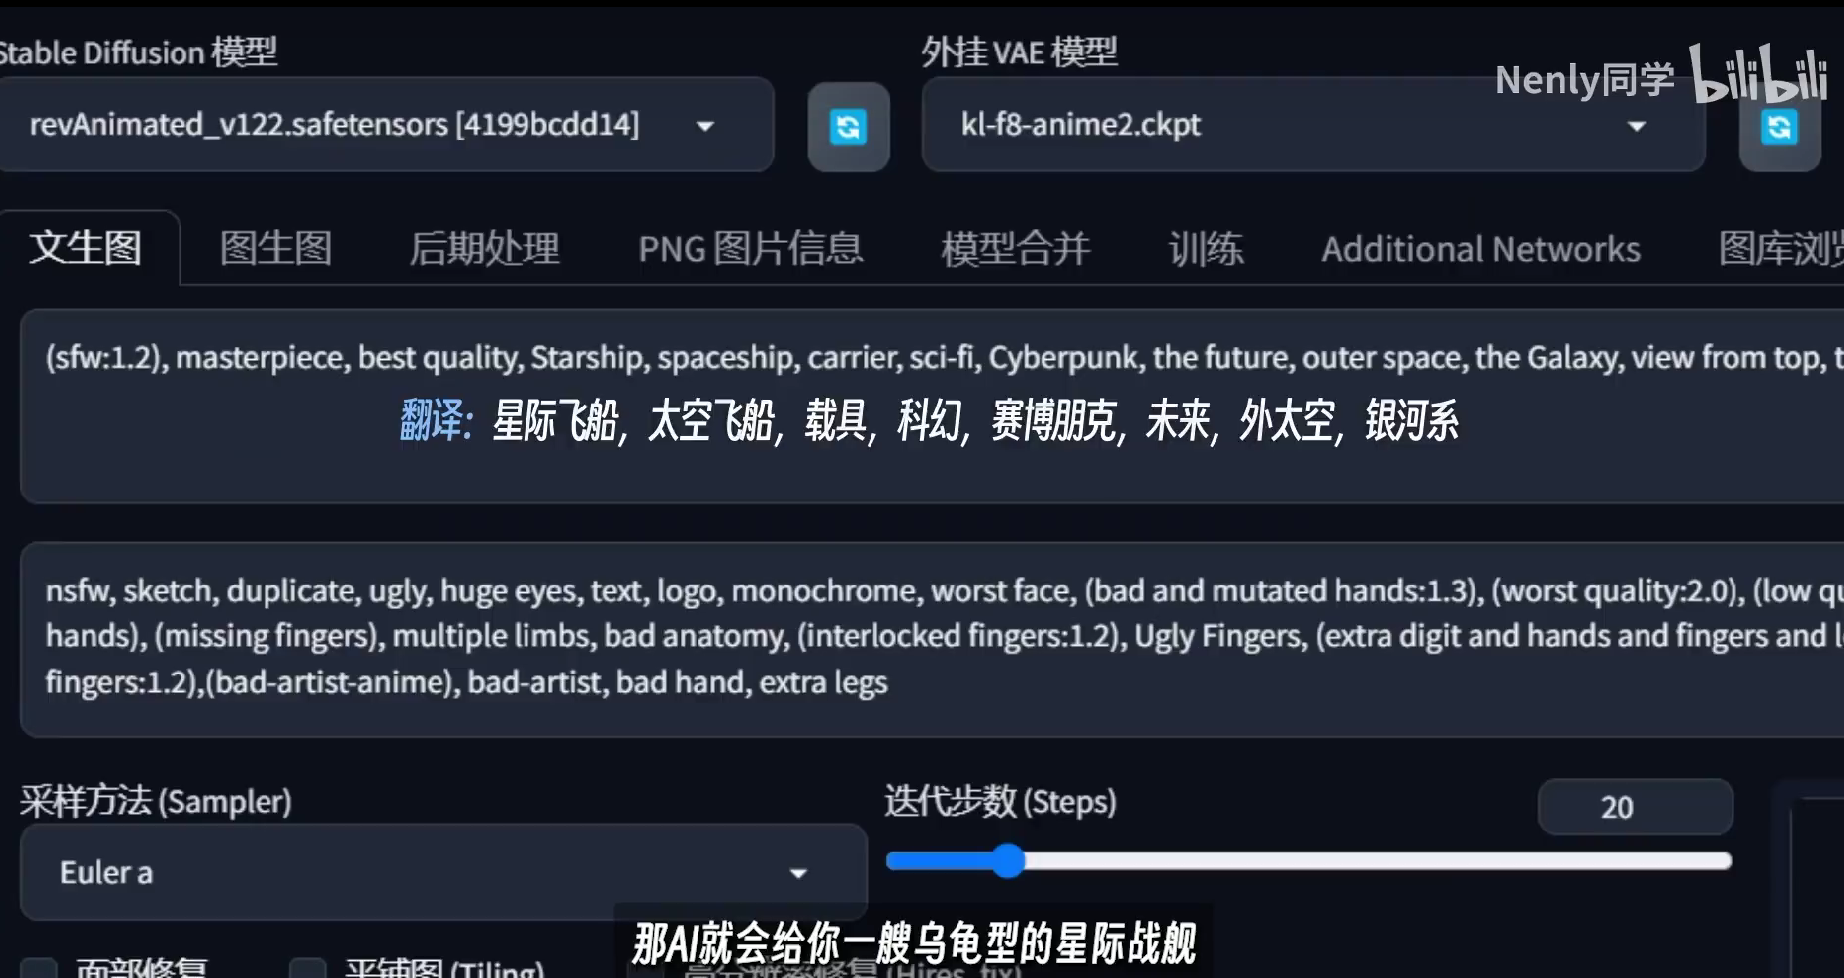 Stable Diffusion 模型
外挂 VAE 模型
Nenly同学 bilibili
revAnimated_v122.safetensors [4199bcdd14]
kl-f8-anime2.ckpt
文生图 图生图 后期处理 PNG 图片信息 模型合并 训练 Additional Networks 图库浏览
(sfw:1.2), masterpiece, best quality, Starship, spaceship, carrier, sci-fi, Cyberpunk, the future, outer space, the Galaxy, view from top, t
翻译: 星际飞船, 太空飞船, 载具, 科幻, 赛博朋克, 未来, 外太空, 银河系
nsfw, sketch, duplicate, ugly, huge eyes, text, logo, monochrome, worst face, (bad and mutated hands:1.3), (worst quality:2.0), (low qu
hands), (missing fingers), multiple limbs, bad anatomy, (interlocked fingers:1.2), Ugly Fingers, (extra digit and hands and fingers and l
fingers:1.2),(bad-artist-anime), bad-artist, bad hand, extra legs
采样方法 (Sampler)
迭代步数 (Steps)
20
Euler a
那AI就会给你一艘乌龟型的星际战舰
面部修复 平铺图 (Tiling) 高分辨率修复 (Hires. fix)